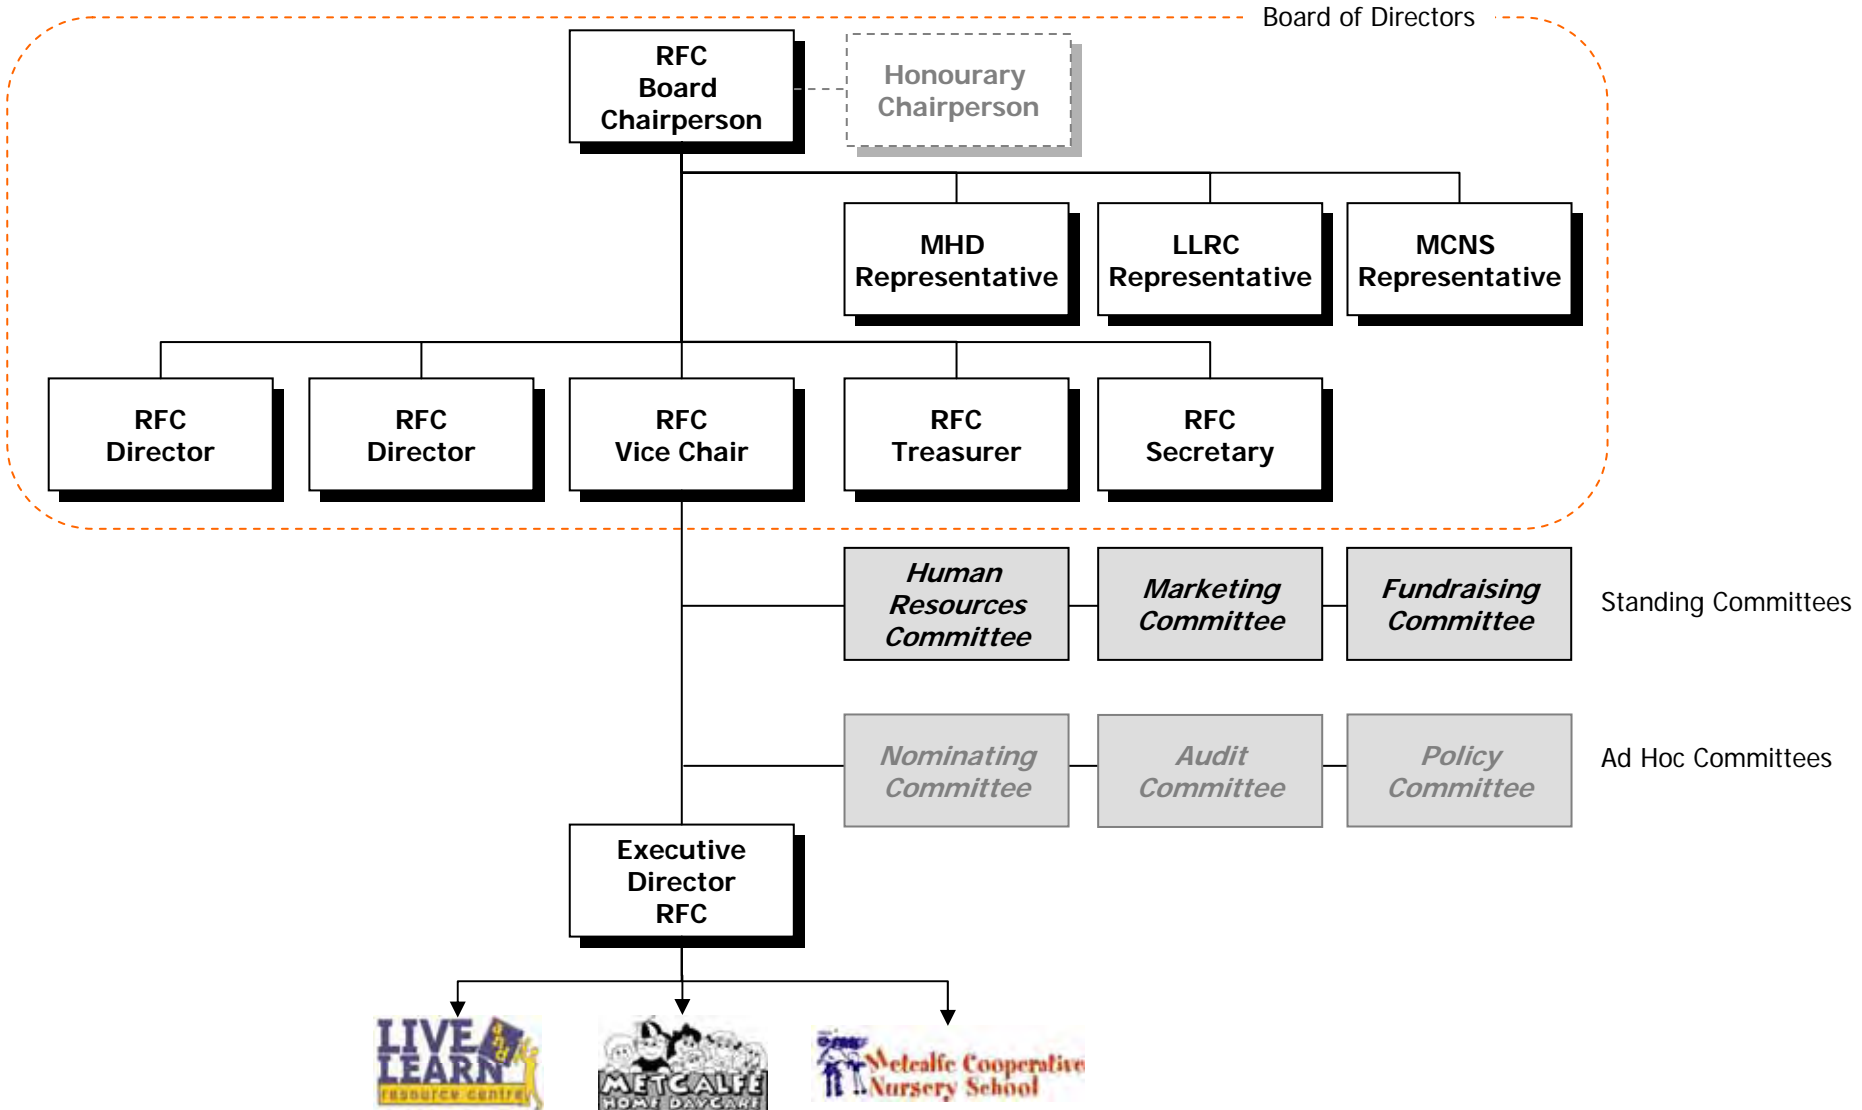 Board of Directors
RFC
Board
Chairperson
Honourary
Chairperson
MHD
Representative
LLRC
Representative
MCNS
Representative
RFC
Director
RFC
Director
RFC
Vice Chair
RFC
Treasurer
RFC
Secretary
Human
Resources
Committee
Marketing
Committee
Fundraising
Committee
Standing Committees
Nominating
Committee
Audit
Committee
Policy
Committee
Ad Hoc Committees
Executive
Director
RFC
LIVE and
LEARN
resource centre
METCALFE
HOME DAYCARE
Metcalfe Cooperative
Nursery School